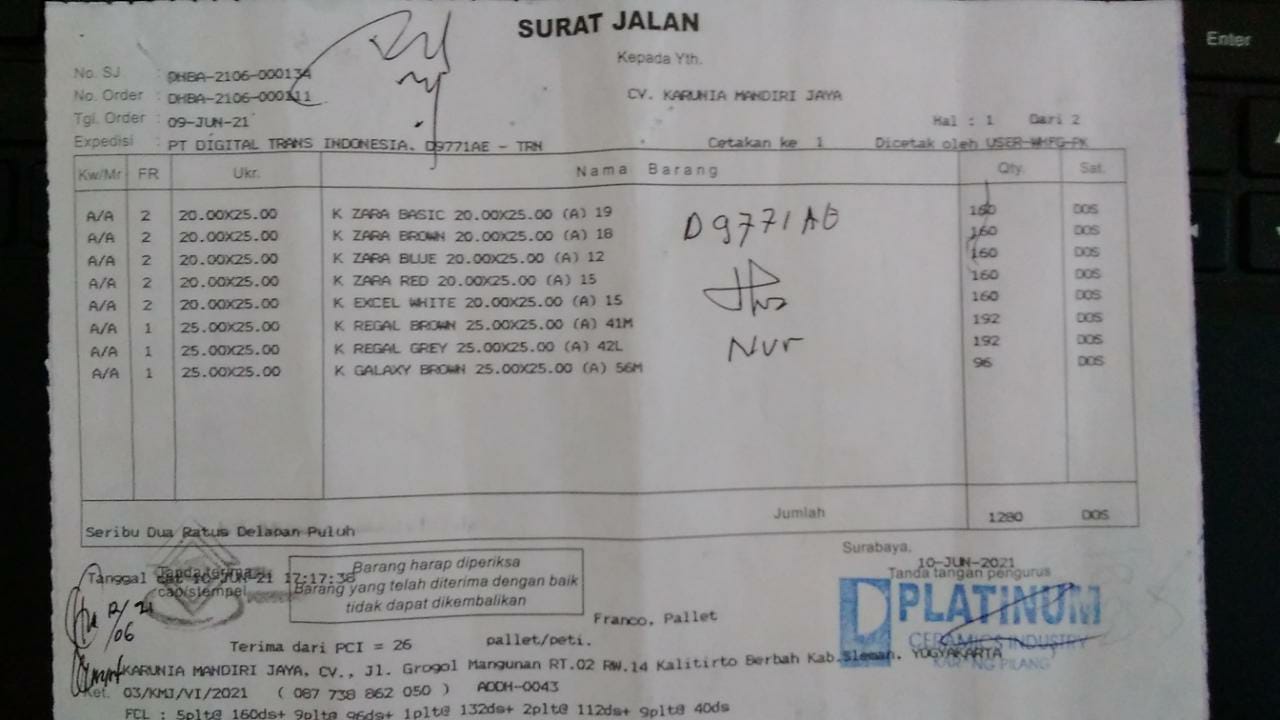 Enter
SURAT JALAN
Kepada Yth.
No. SJ : DHBA-2106-000134
No. Order : DHBA-2106-000111
CV. KARUNIA MANDIRI JAYA
Tgl. Order : 09-JUN-21
Hal : 1 Dari 2
Expedisi : PT DIGITAL TRANS INDONESIA. D9771AE - TRN
Cetakan ke 1 Dicetak oleh USER-WMFG-PK
Kw/Mr FR Ukr. Nama Barang Qty. Sat.
A/A 2 20.00X25.00 K ZARA BASIC 20.00X25.00 (A) 19 160 DOS
A/A 2 20.00X25.00 K ZARA BROWN 20.00X25.00 (A) 18 160 DOS
A/A 2 20.00X25.00 K ZARA BLUE 20.00X25.00 (A) 12 160 DOS
A/A 2 20.00X25.00 K ZARA RED 20.00X25.00 (A) 15 160 DOS
A/A 2 20.00X25.00 K EXCEL WHITE 20.00X25.00 (A) 15 160 DOS
A/A 1 25.00X25.00 K REGAL BROWN 25.00X25.00 (A) 41M 192 DOS
A/A 1 25.00X25.00 K REGAL GREY 25.00X25.00 (A) 42L 192 DOS
A/A 1 25.00X25.00 K GALAXY BROWN 25.00X25.00 (A) 56M 96 DOS
D9771AE
Nur
Jumlah 1280 DOS
Seribu Dua Ratus Delapan Puluh
Surabaya,
10-JUN-2021
Tanda tangan pengurus
Tanda terima
Tanggal cet 10-JUN-21 17:17:38
cap/stempel
Barang harap diperiksa
Barang yang telah diterima dengan baik
tidak dapat dikembalikan
12/06 21
PLATINUM
CERAMICS INDUSTRY
KARANG PILANG
Franco, Pallet
Terima dari PCI = 26 pallet/peti.
KARUNIA MANDIRI JAYA, CV., Jl. Grogol Mangunan RT.02 RW.14 Kalitirto Berbah Kab.Sleman. YOGYAKARTA
Ket. 03/KMJ/VI/2021 ( 087 738 862 050 ) ADDH-0043
FCL : 5plt@ 160ds+ 9plt@ 96ds+ 1plt@ 132ds+ 2plt@ 112ds+ 9plt@ 40ds